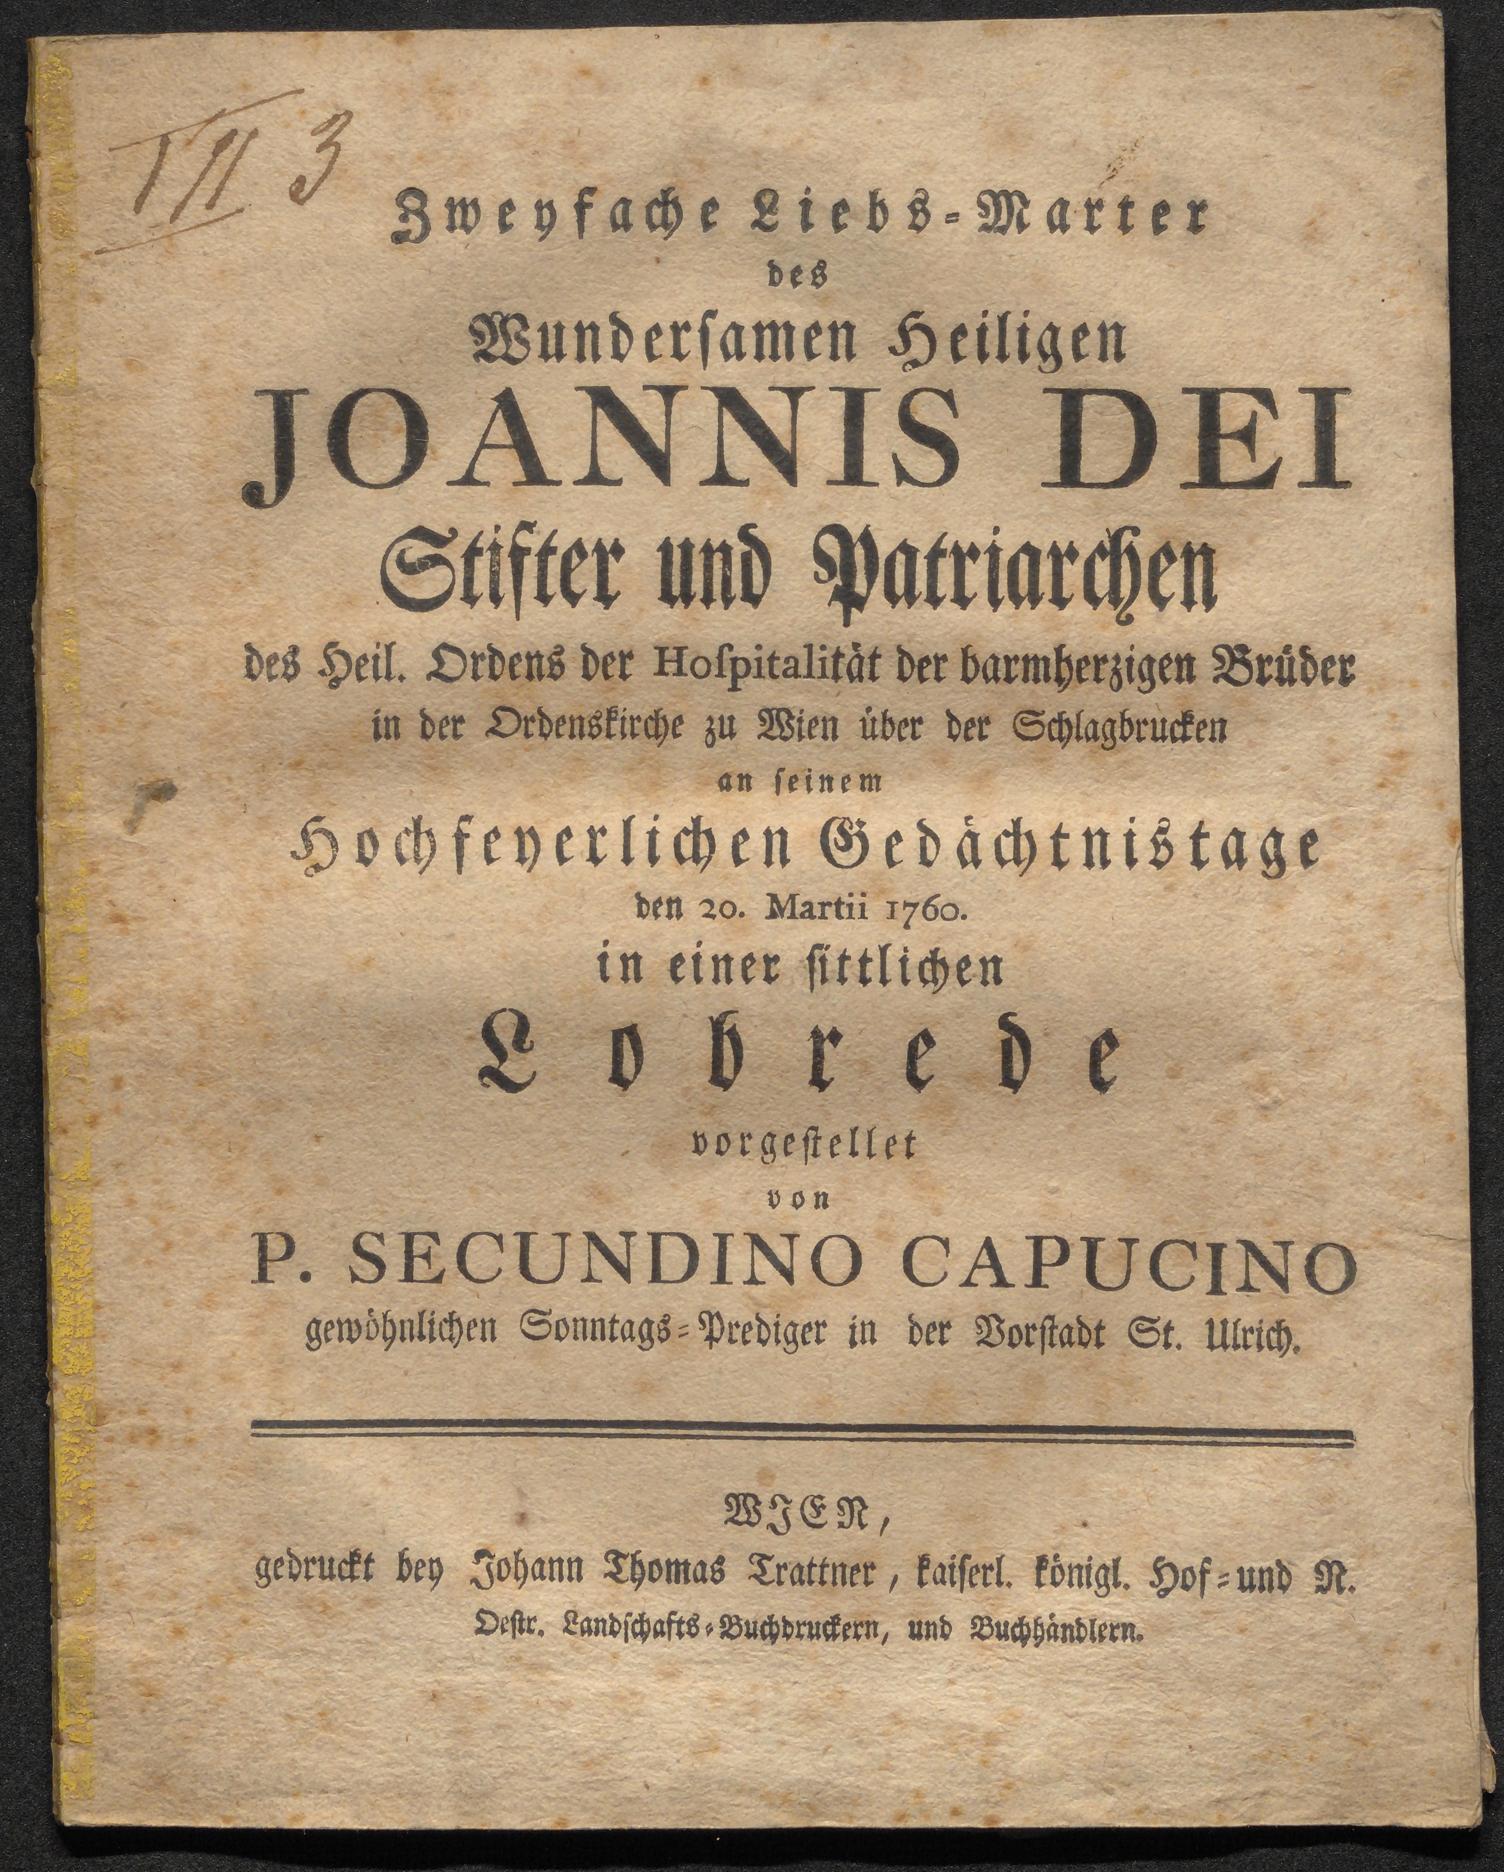 III 3
Zweyfache Liebs-Marter
des
Wunderſamen Heiligen
JOANNIS DEI
Stifter und Patriarchen
des Heil. Ordens der Hoſpitalität der barmherzigen Brüder
in der Ordenskirche zu Wien über der Schlagbrucken
an ſeinem
Hochfeyerlichen Gedächtnistage
den 20. Martii 1760.
in einer ſittlichen
Lobrede
vorgeſtellet
von
P. SECUNDINO CAPUCINO
gewöhnlichen Sonntags-Prediger in der Vorſtadt St. Ulrich.
WIEN,
gedruckt bey Johann Thomas Trattner, kaiſerl. königl. Hof-und N.
Oeſtr. Landſchafts-Buchdruckern, und Buchhändlern.